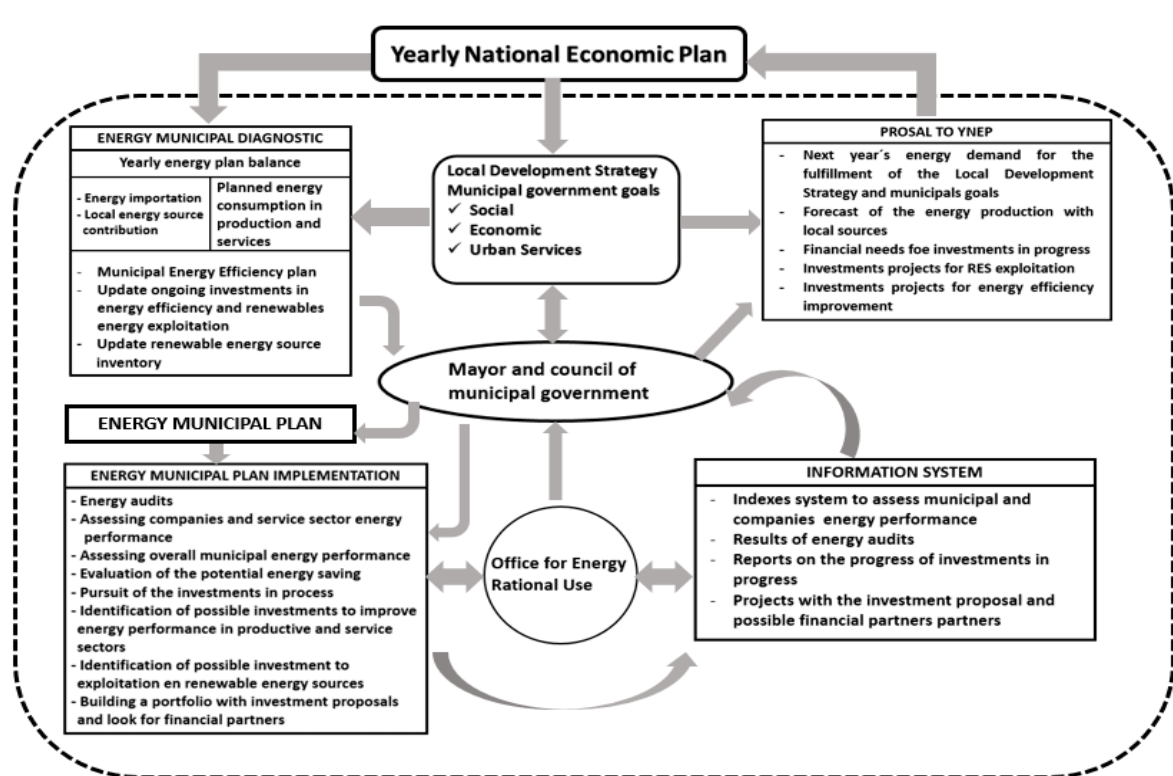 Yearly National Economic Plan
ENERGY MUNICIPAL DIAGNOSTIC
Yearly energy plan balance
- Energy importation
- Local energy source
contribution
Planned energy
consumption in
production and
services
- Municipal Energy Efficiency plan
- Update ongoing investments in
energy efficiency and renewables
energy exploitation
- Update renewable energy source
inventory
Local Development Strategy
Municipal government goals
✓ Social
✓ Economic
✓ Urban Services
PROSAL TO YNEP
- Next year´s energy demand for the
fulfillment of the Local Development
Strategy and municipals goals
- Forecast of the energy production with
local sources
- Financial needs foe investments in progress
- Investments projects for RES exploitation
- Investments projects for energy efficiency
improvement
Mayor and council of
municipal government
ENERGY MUNICIPAL PLAN
ENERGY MUNICIPAL PLAN IMPLEMENTATION
- Energy audits
- Assessing companies and service sector energy
performance
- Assessing overall municipal energy performance
- Evaluation of the potential energy saving
- Pursuit of the investments in process
- Identification of possible investments to improve
energy performance in productive and service
sectors
- Identification of possible investment to
exploitation en renewable energy sources
- Building a portfolio with investment proposals
and look for financial partners
Office for Energy
Rational Use
INFORMATION SYSTEM
- Indexes system to assess municipal and
companies energy performance
- Results of energy audits
- Reports on the progress of investments in
progress
- Projects with the investment proposal and
possible financial partners partners